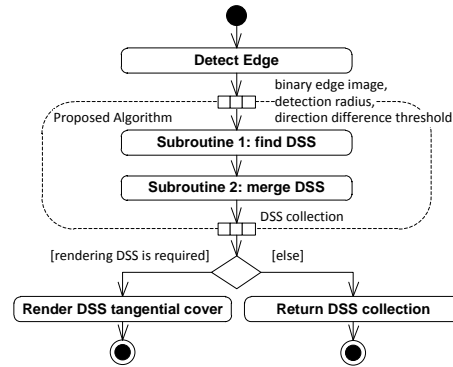 Detect Edge
binary edge image,
detection radius,
direction difference threshold
Proposed Algorithm
Subroutine 1: find DSS
Subroutine 2: merge DSS
DSS collection
[rendering DSS is required]
[else]
Render DSS tangential cover
Return DSS collection